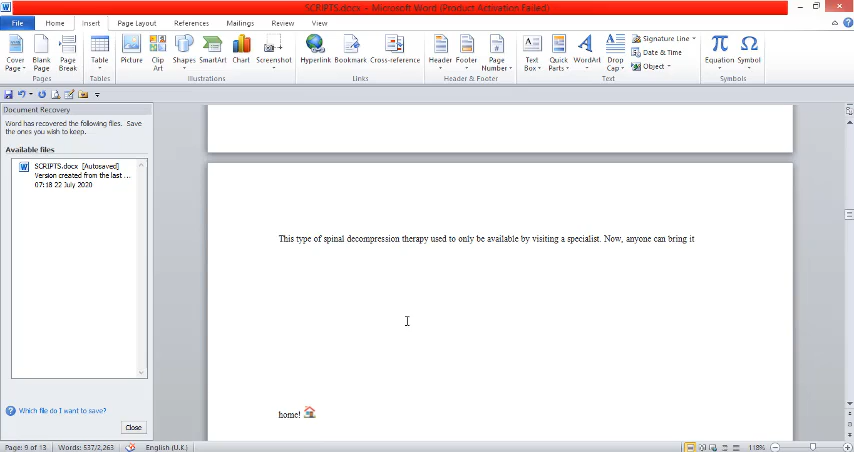 SCRIPTS.docx - Microsoft Word (Product Activation Failed)
File Home Insert Page Layout References Mailings Review View
Cover Page Blank Page Page Break Table Picture Clip Art Shapes SmartArt Chart Screenshot Hyperlink Bookmark Cross-reference Header Footer Page Number Text Box Quick Parts WordArt Drop Cap Signature Line Date & Time Object Equation Symbol
Pages Tables Illustrations Links Header & Footer Text Symbols
Document Recovery
Word has recovered the following files. Save
the ones you wish to keep.
Available files
SCRIPTS.docx [Autosaved]
Version created from the last ...
07:18 22 July 2020
This type of spinal decompression therapy used to only be available by visiting a specialist. Now, anyone can bring it
home!
Which file do I want to save?
Close
Page: 9 of 13 Words: 537/2,263 English (U.K.) 118%